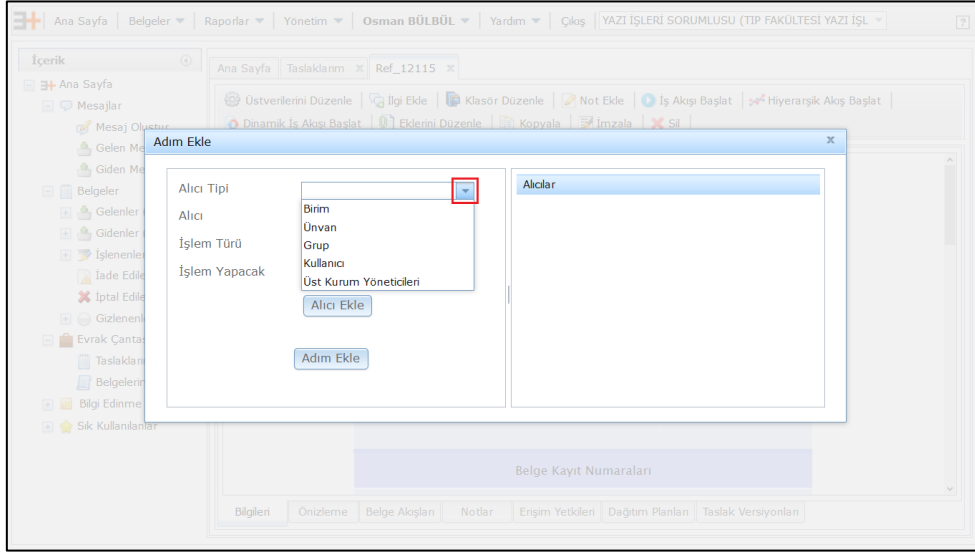 Ana Sayfa Belgeler Raporlar Yönetim Osman BÜLBÜL Yardım Çıkış YAZI İŞLERİ SORUMLUSU (TIP FAKÜLTESİ YAZI İŞL
İçerik
Ana Sayfa
Mesajlar
Mesaj Oluştur
Gelen Me
Giden Me
Belgeler
Gelenler
Gidenler
İşlenenle
İade Edile
İptal Edile
Gizlenenl
Evrak Çanta
Taslakları
Belgelerin
Bilgi Edinme
Sık Kullanılanlar
Ana Sayfa Taslaklarım x Ref_12115 x
Üstverilerini Düzenle İlgi Ekle Klasör Düzenle Not Ekle İş Akışı Başlat Hiyerarşik Akış Başlat
Dinamik İş Akışı Başlat Eklerini Düzenle Kopyala İmzala Sil
Adım Ekle x
Alıcı Tipi
Alıcı
İşlem Türü
İşlem Yapacak
Birim
Ünvan
Grup
Kullanıcı
Üst Kurum Yöneticileri
Alıcı Ekle
Adım Ekle
Alıcılar
Belge Kayıt Numaraları
Bilgileri Önizleme Belge Akışları Notlar Erişim Yetkileri Dağıtım Planları Taslak Versiyonları